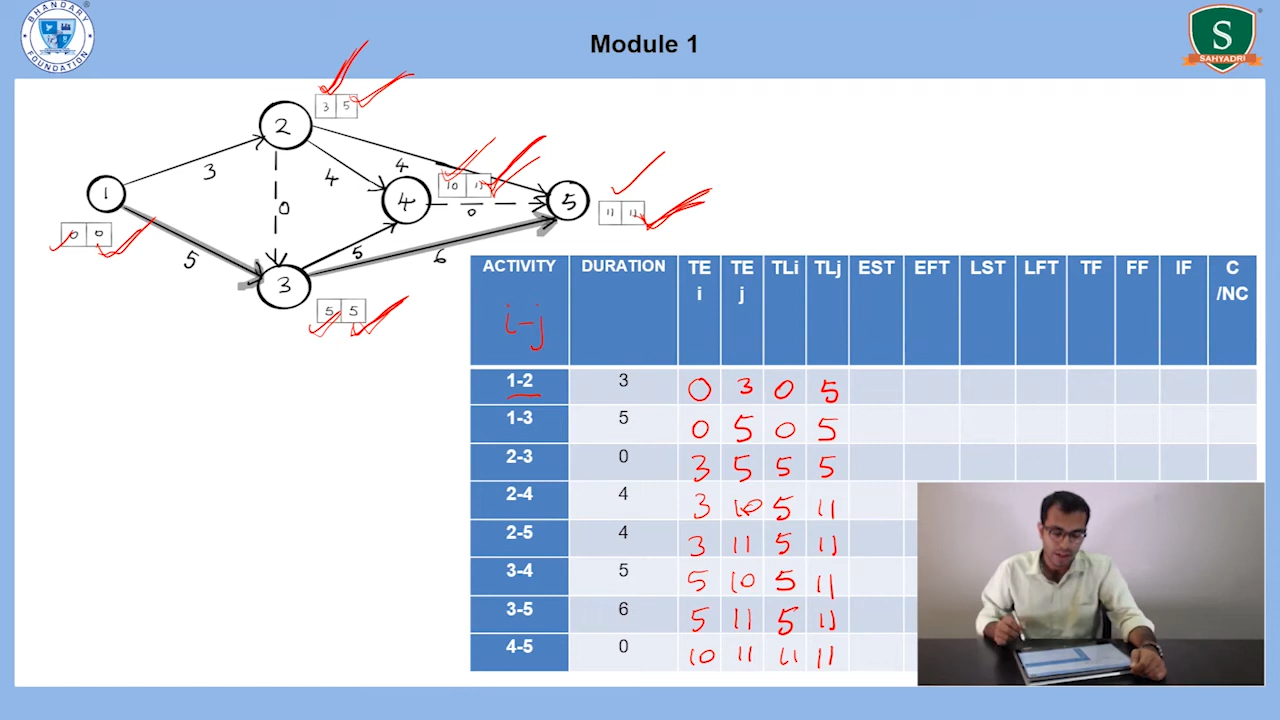 BHANDARY
FOUNDATION
Module 1
S
SAHYADRI
3 5
2
3
4
4
0
10 11
1
4
0
5
0 0
11 11
5
5
6
3
5 5
ACTIVITY DURATION TE i TE j TLi TLj EST EFT LST LFT TF FF IF C /NC
i-j
1-2 3 0 3 0 5
1-3 5 0 5 0 5
2-3 0 3 5 5 5
2-4 4 3 10 5 11
2-5 4 3 11 5 11
3-4 5 5 10 5 11
3-5 6 5 11 5 11
4-5 0 10 11 11 11